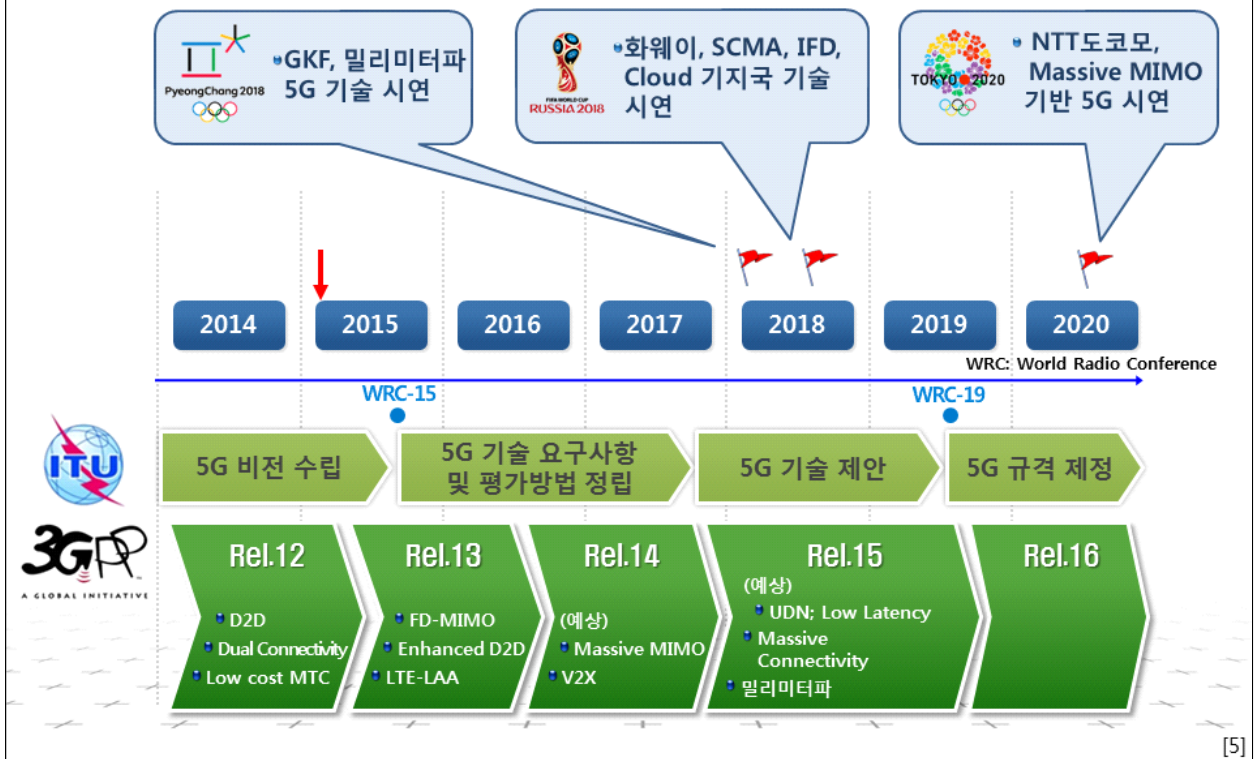 PyeongChang 2018
GKF, 밀리미터파
5G 기술 시연
FIFA WORLD CUP
RUSSIA 2018
화웨이, SCMA, IFD,
Cloud 기지국 기술
시연
TOKYO 2020
NTT도코모,
Massive MIMO
기반 5G 시연
2014
2015
2016
2017
2018
2019
2020
WRC: World Radio Conference
WRC-15
WRC-19
ITU
5G 비전 수립
5G 기술 요구사항
및 평가방법 정립
5G 기술 제안
5G 규격 제정
3GPP
A GLOBAL INITIATIVE
Rel.12
D2D
Dual Connectivity
Low cost MTC
Rel.13
FD-MIMO
Enhanced D2D
LTE-LAA
Rel.14
(예상)
Massive MIMO
V2X
Rel.15
(예상)
UDN; Low Latency
Massive
Connectivity
밀리미터파
Rel.16
[5]